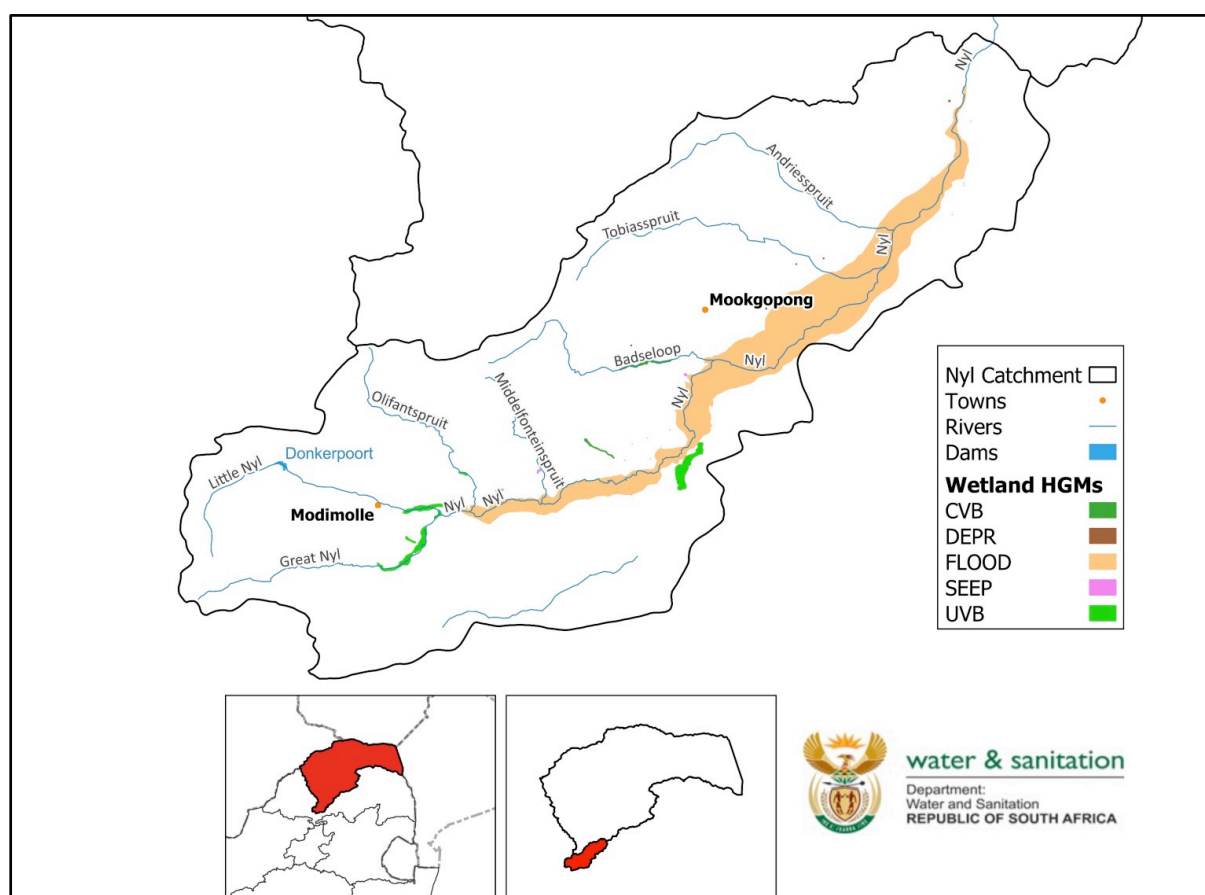 Nyl
Andriesspruit
Tobiasspruit
Nyl
Mookgopong
Badseloop
Nyl
Nyl
Middelfonteinspruit
Olifantspruit
Donkerpoort
Little Nyl
Nyl
Nyl
Modimolle
Great Nyl
Nyl Catchment
Towns
Rivers
Dams
Wetland HGMs
CVB
DEPR
FLOOD
SEEP
UVB
water & sanitation
Department:
Water and Sanitation
REPUBLIC OF SOUTH AFRICA